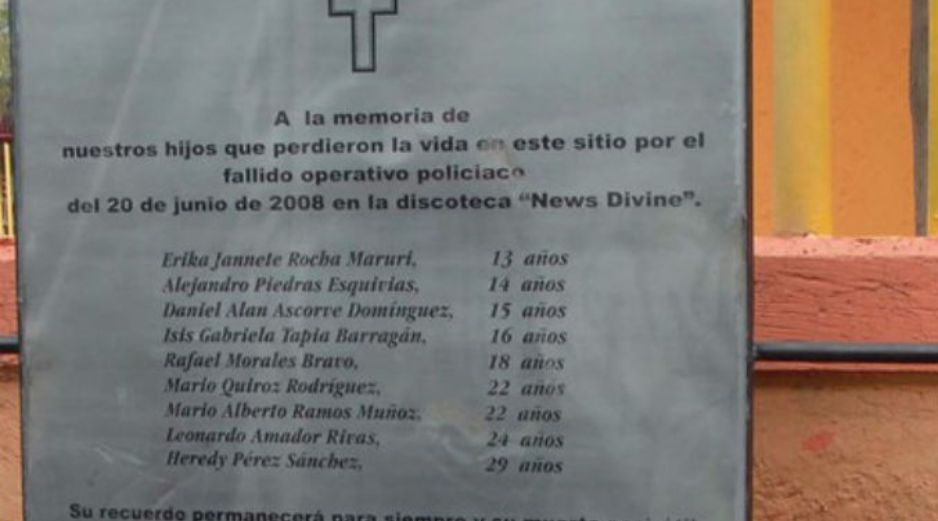 A la memoria de
nuestros hijos que perdieron la vida en este sitio por el
fallido operativo policiaco
del 20 de junio de 2008 en la discoteca “News Divine”.
Erika Jannete Rocha Maruri, 13 años
Alejandro Piedras Esquivias, 14 años
Daniel Alan Ascorve Domínguez, 15 años
Isis Gabriela Tapia Barragán, 16 años
Rafael Morales Bravo, 18 años
Mario Quiroz Rodríguez, 22 años
Mario Alberto Ramos Muñoz, 22 años
Leonardo Amador Rivas, 24 años
Heredy Pérez Sánchez, 29 años
Su recuerdo permanecerá para siempre y su muerte